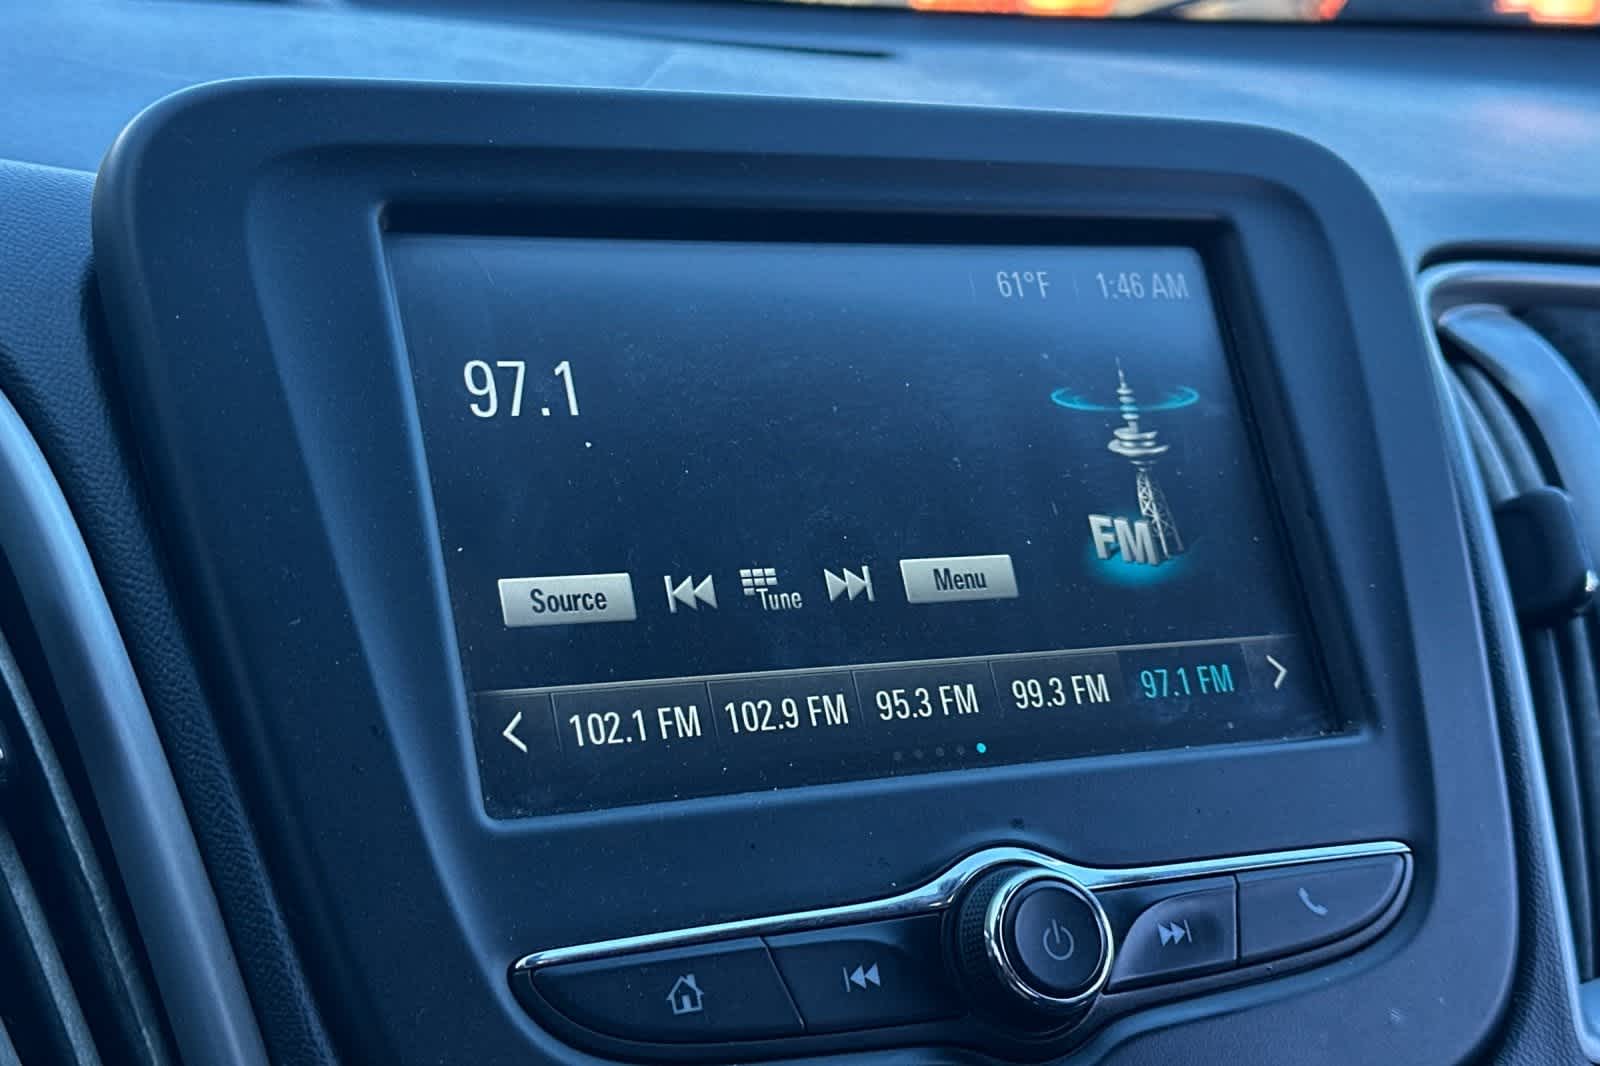 61°F 1:46 AM
97.1
FM
Source Tune Menu
102.1 FM 102.9 FM 95.3 FM 99.3 FM 97.1 FM